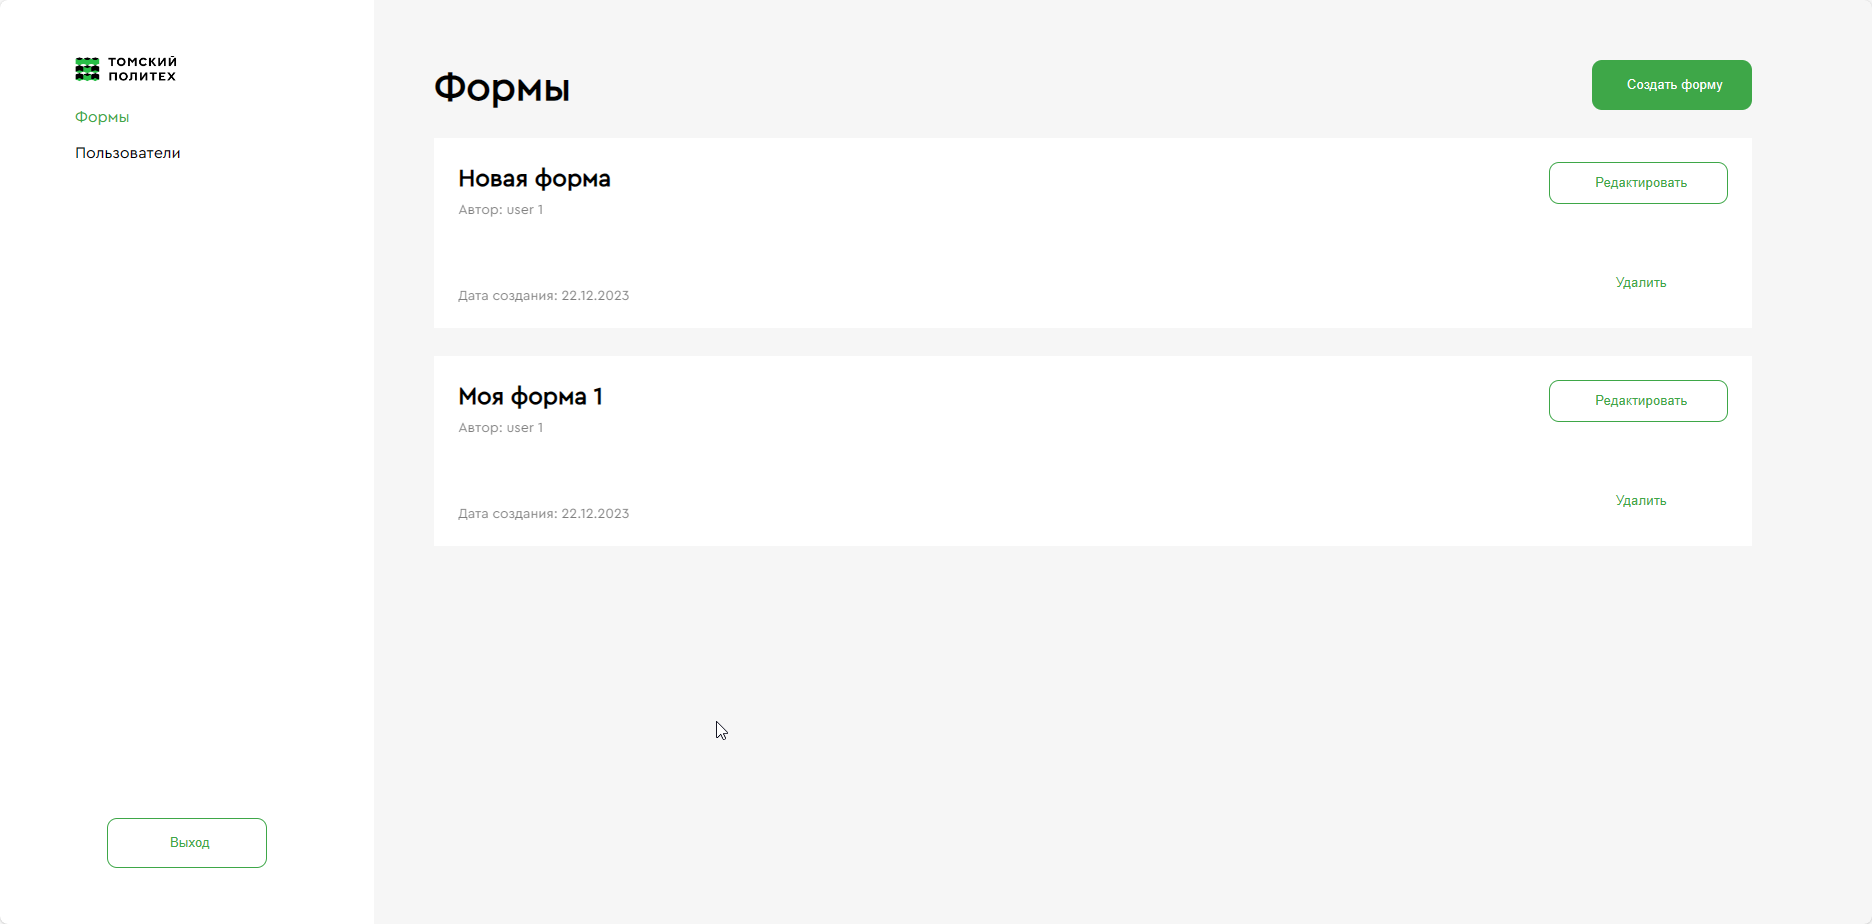 ТОМСКИЙ
ПОЛИТЕХ
Формы
Пользователи
Выход
Формы
Создать форму
Новая форма
Автор: user 1
Дата создания: 22.12.2023
Редактировать
Удалить
Моя форма 1
Автор: user 1
Дата создания: 22.12.2023
Редактировать
Удалить